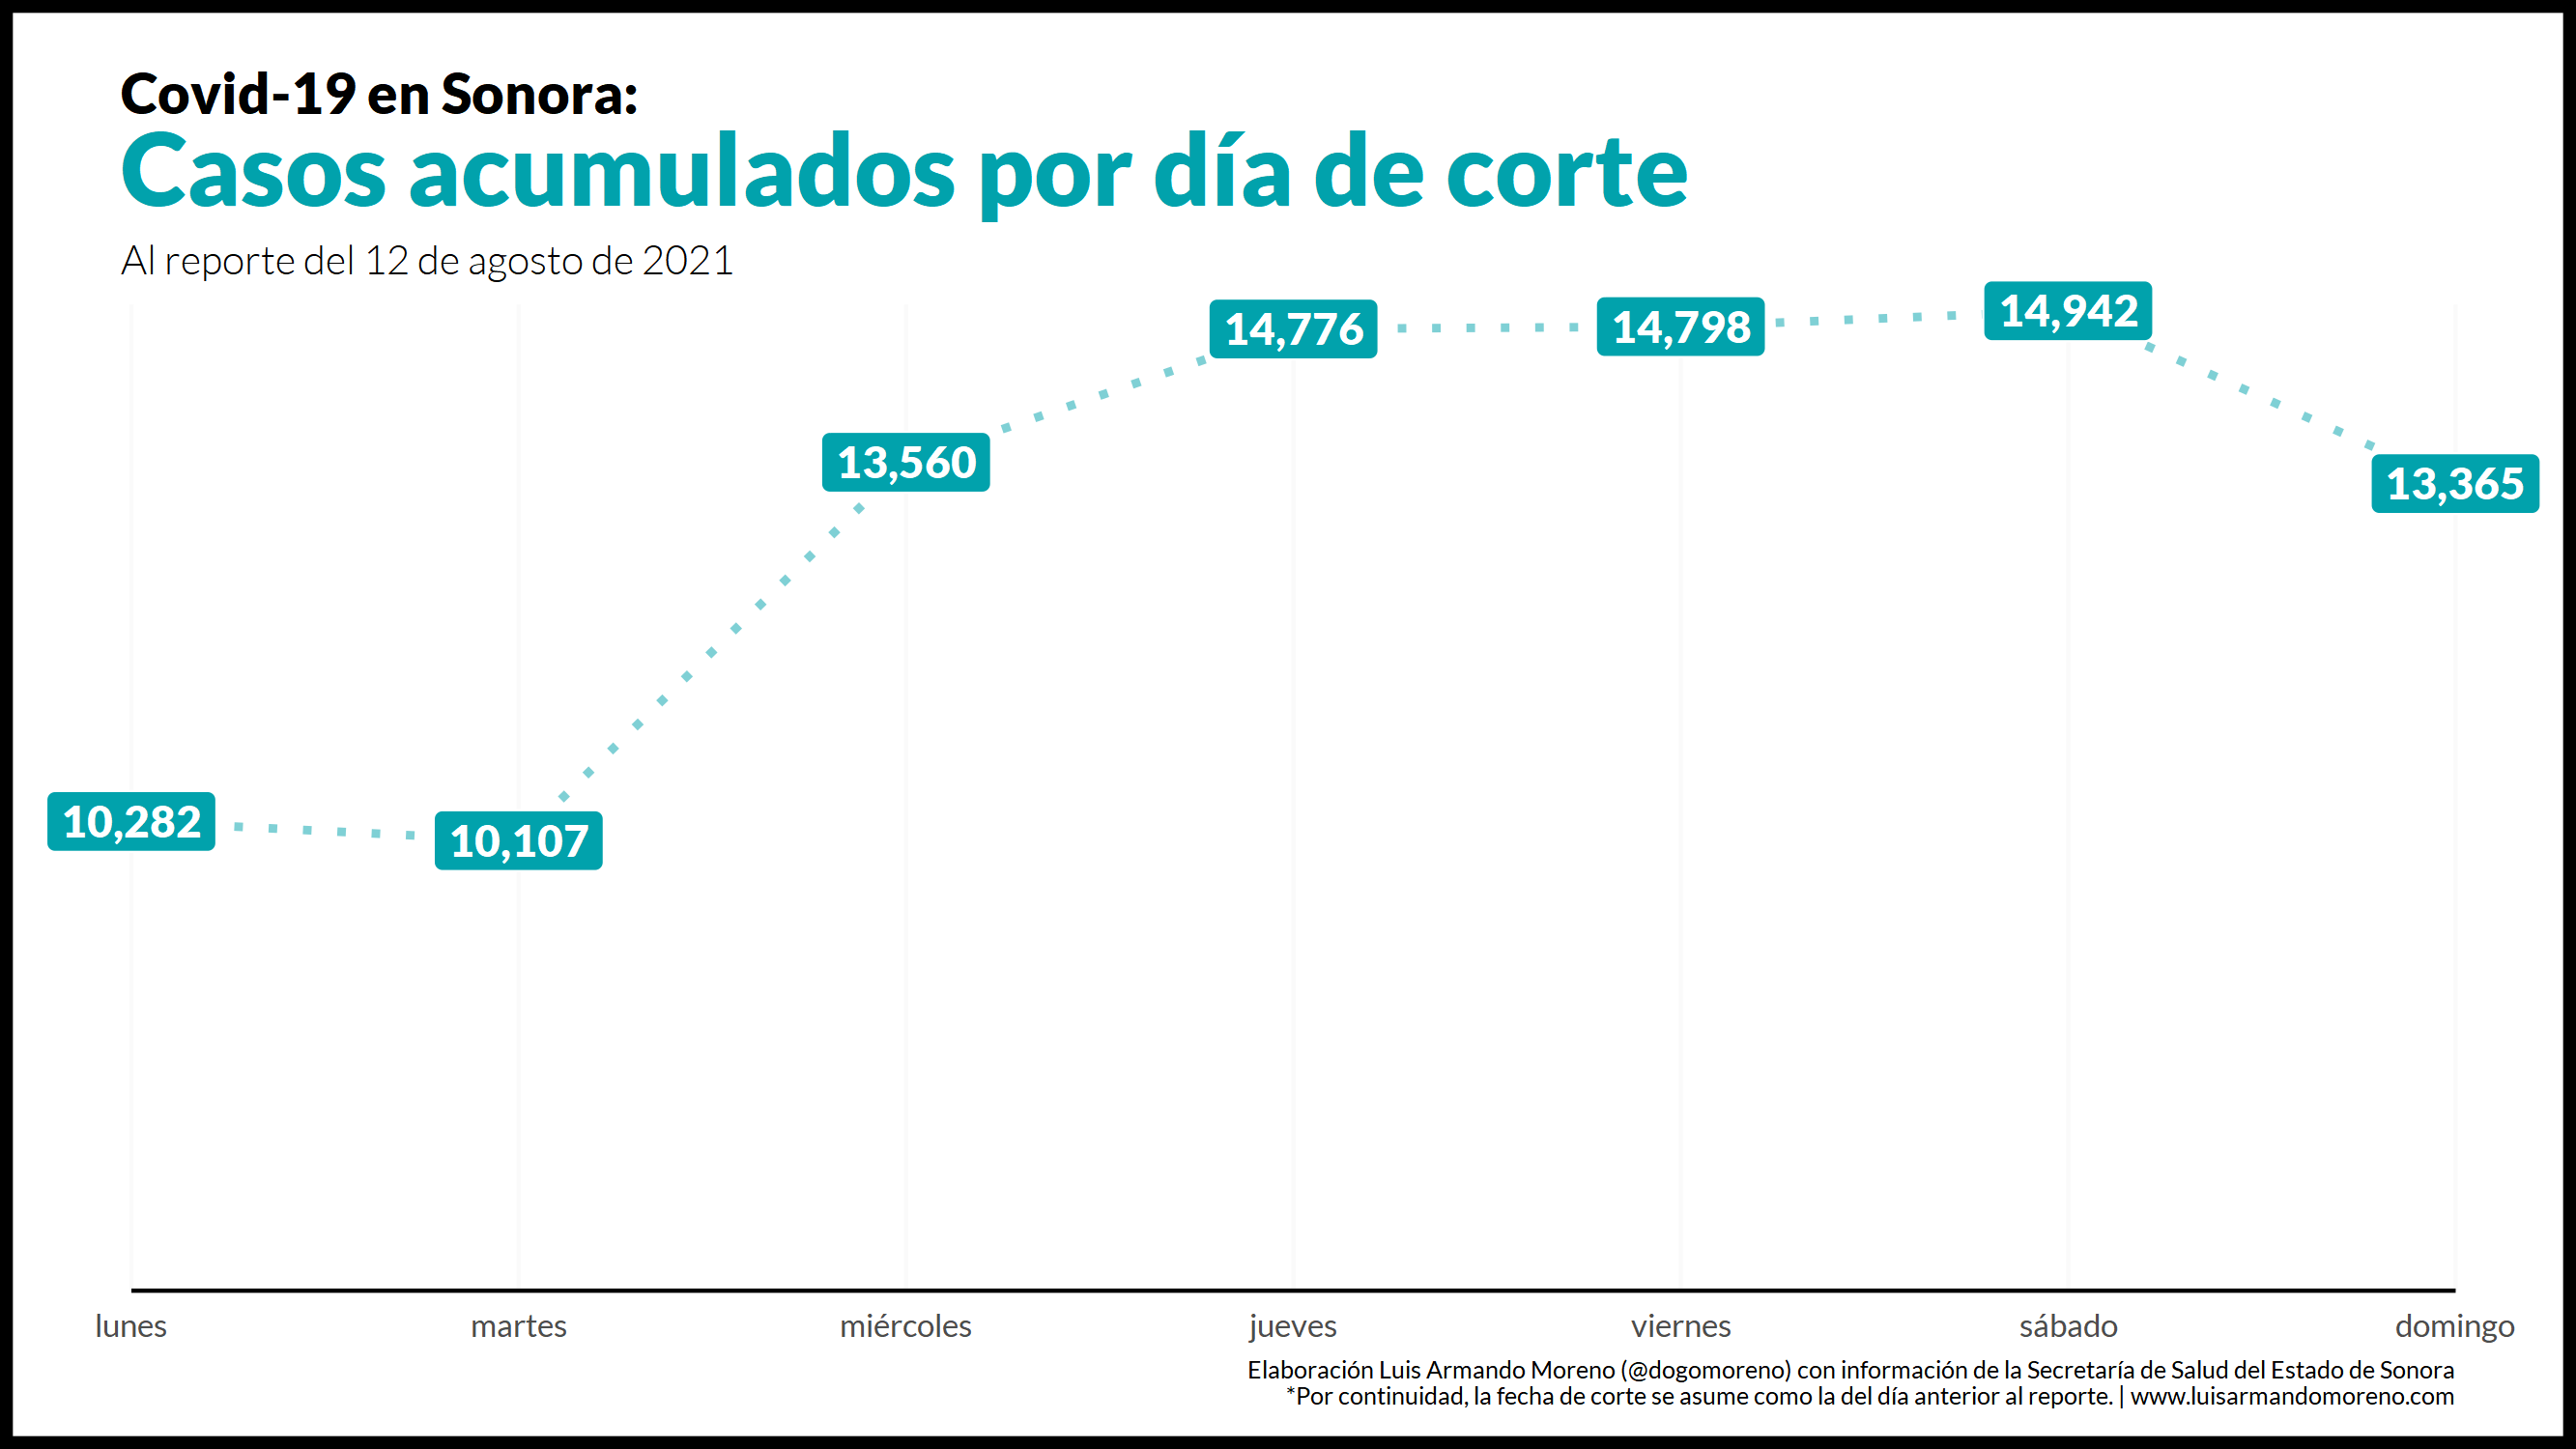 Covid-19 en Sonora:
Casos acumulados por día de corte
Al reporte del 12 de agosto de 2021
10,282
10,107
13,560
14,776
14,798
14,942
13,365
lunes
martes
miércoles
jueves
viernes
sábado
domingo
Elaboración Luis Armando Moreno (@dogomoreno) con información de la Secretaría de Salud del Estado de Sonora
*Por continuidad, la fecha de corte se asume como la del día anterior al reporte. | www.luisarmandomoreno.com